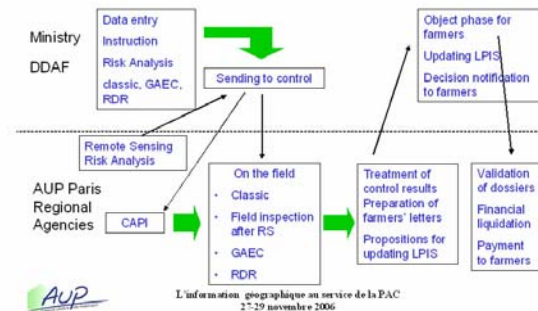 Ministry
DDAF
Data entry
Instruction
Risk Analysis
classic, GAEC,
RDR
Sending to control
Object phase for
farmers
Updating LPIS
Decision notification
to farmers
Remote Sensing
Risk Analysis
AUP Paris
Regional
Agencies
CAPI
On the field
• Classic
• Field inspection
after RS
• GAEC
• RDR
Treatment of
control results
Preparation of
farmers' letters
Propositions for
updating LPIS
Validation
of dossiers
Financial
liquidation
Payment
to farmers
AUP
L'information géographique au service de la PAC
27-29 novembre 2006